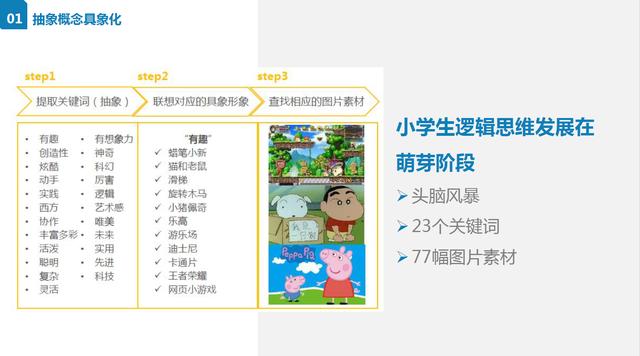 01 抽象概念具象化
step1
提取关键词（抽象）
step2
联想对应的具象形象
step3
查找相应的图片素材
有趣
创造性
炫酷
动手
实践
西方
协作
丰富多彩
活泼
聪明
复杂
灵活
有想象力
神奇
科幻
厉害
逻辑
艺术感
唯美
未来
实用
先进
科技
“有趣”
蜡笔小新
猫和老鼠
滑梯
旋转木马
小猪佩奇
乐高
游乐场
迪士尼
卡通片
王者荣耀
网页小游戏
Peppa Pig
小学生逻辑思维发展在
萌芽阶段
头脑风暴
23个关键词
77幅图片素材